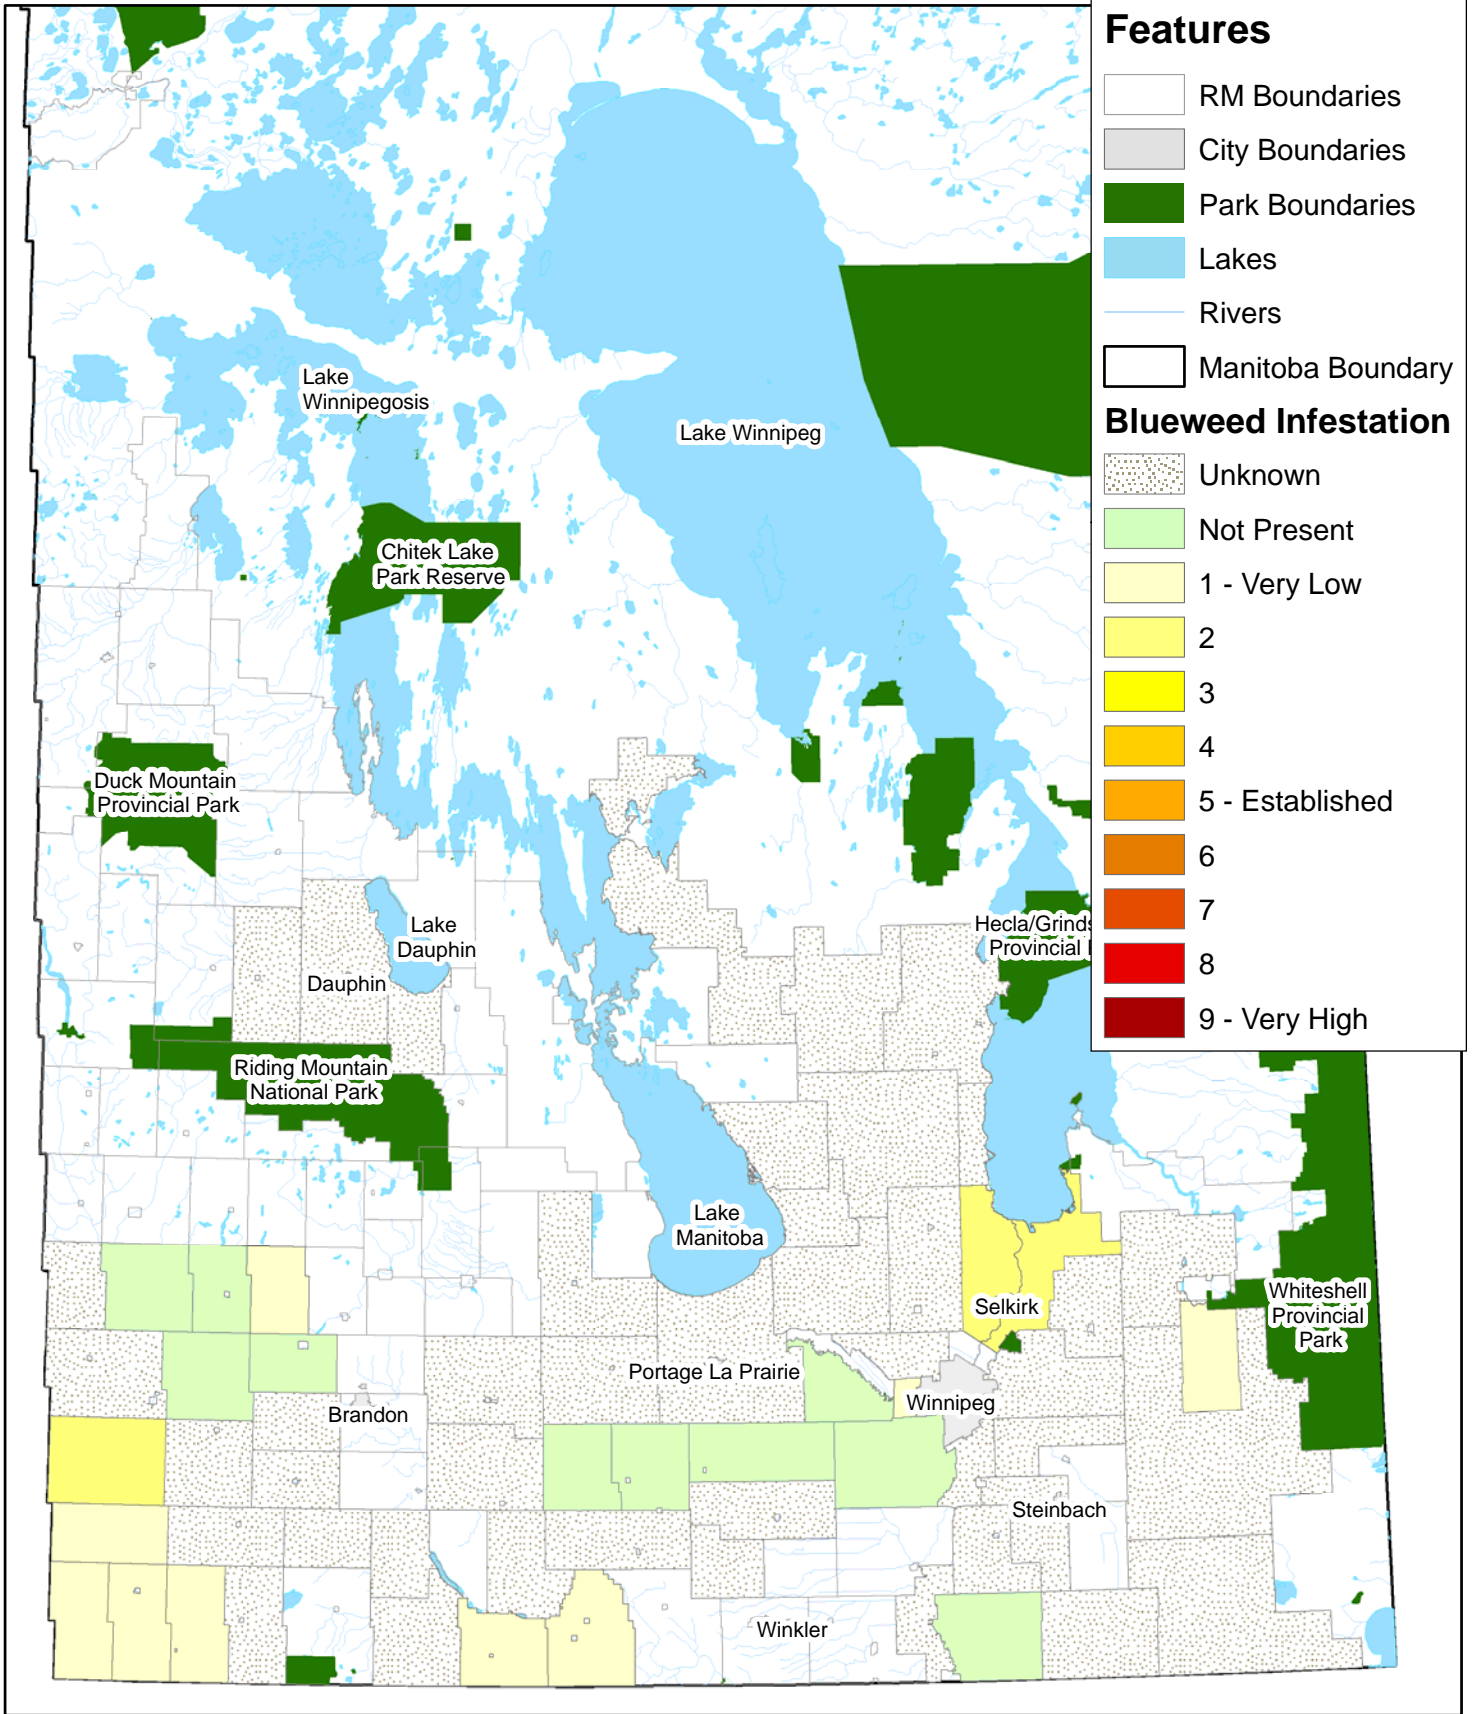 Features
RM Boundaries
City Boundaries
Park Boundaries
Lakes
Rivers
Manitoba Boundary
Blueweed Infestation
Unknown
Not Present
1 - Very Low
2
3
4
5 - Established
6
7
8
9 - Very High
Lake
Winnipegosis
Lake Winnipeg
Chitek Lake
Park Reserve
Duck Mountain
Provincial Park
Lake
Dauphin
Dauphin
Hecla/Grinds
Provincial
Riding Mountain
National Park
Lake
Manitoba
Selkirk
Whiteshell
Provincial
Park
Portage La Prairie
Winnipeg
Brandon
Steinbach
Winkler